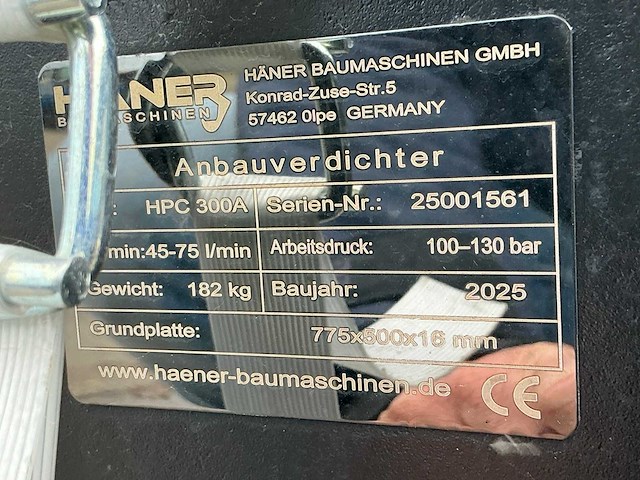 HÄNER
BAUMASCHINEN
HÄNER BAUMASCHINEN GMBH
Konrad-Zuse-Str.5
57462 Olpe GERMANY
Anbauverdichter
: HPC 300A
Serien-Nr.: 25001561
min:45-75 l/min
Arbeitsdruck: 100–130 bar
Gewicht: 182 kg
Baujahr: 2025
Grundplatte: 775x500x16 mm
www.haener-baumaschinen.de
CE